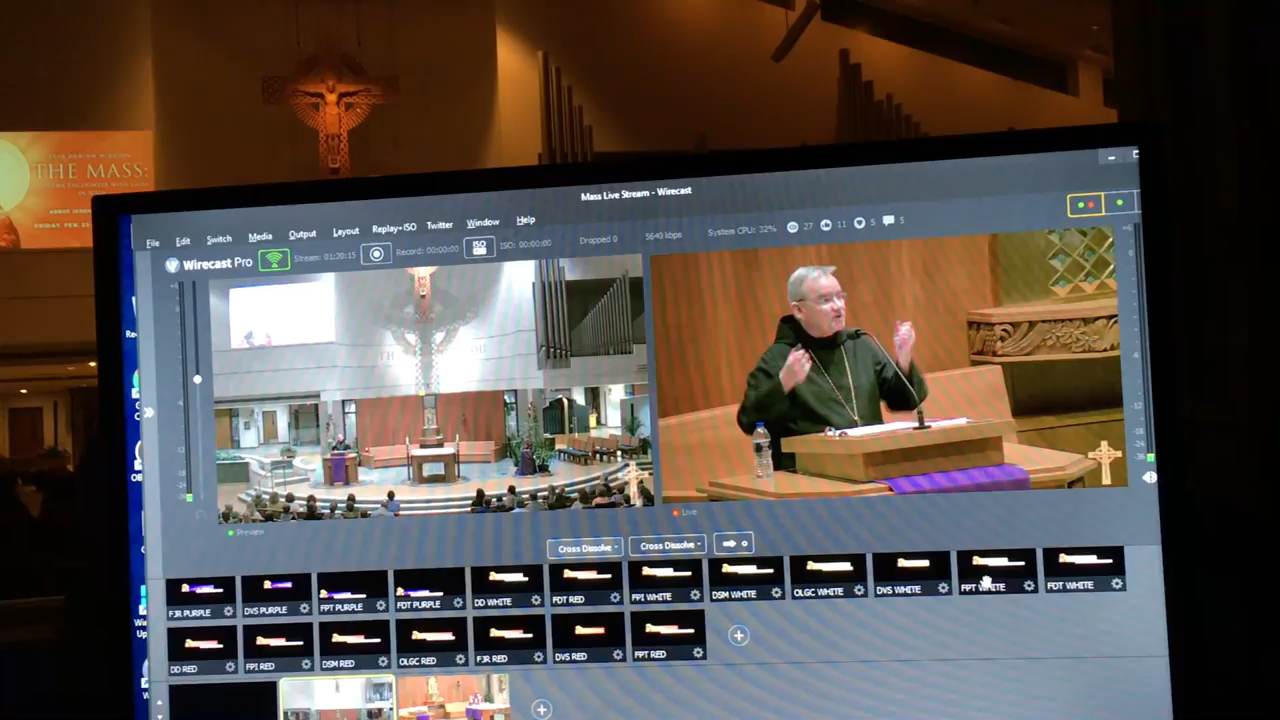 THE MASS:
FRIDAY, FEB. 23
Mass Live Stream - Wirecast
File Edit Switch Media Output Layout Replay+ISO Twitter Window Help
Wirecast Pro Stream: 01:20:15 Record: 00:00:00 ISO ISO: 00:00:00 Dropped 0 5640 kbps System CPU: 32% 27 11 5 5
Preview
Live
Cross Dissolve Cross Dissolve
FJR PURPLE DVS PURPLE FPT PURPLE FDT PURPLE DD WHITE FDT RED FPI WHITE DSM WHITE OLGC WHITE DVS WHITE FPT WHITE FDT WHITE
DD RED FPI RED DSM RED OLGC RED FJR RED DVS RED FPT RED